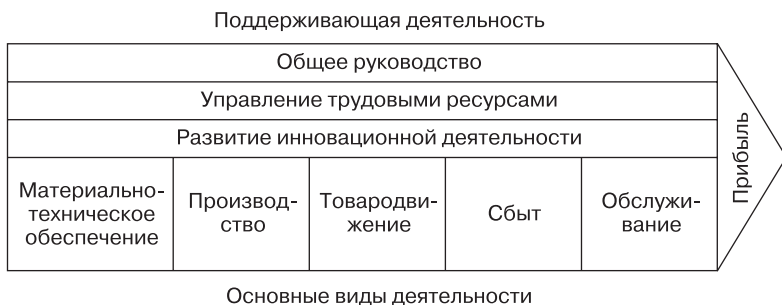 Поддерживающая деятельность
Общее руководство
Управление трудовыми ресурсами
Развитие инновационной деятельности
Материально-
техническое
обеспечение
Производ-
ство
Товародви-
жение
Сбыт
Обслужи-
вание
Прибыль
Основные виды деятельности